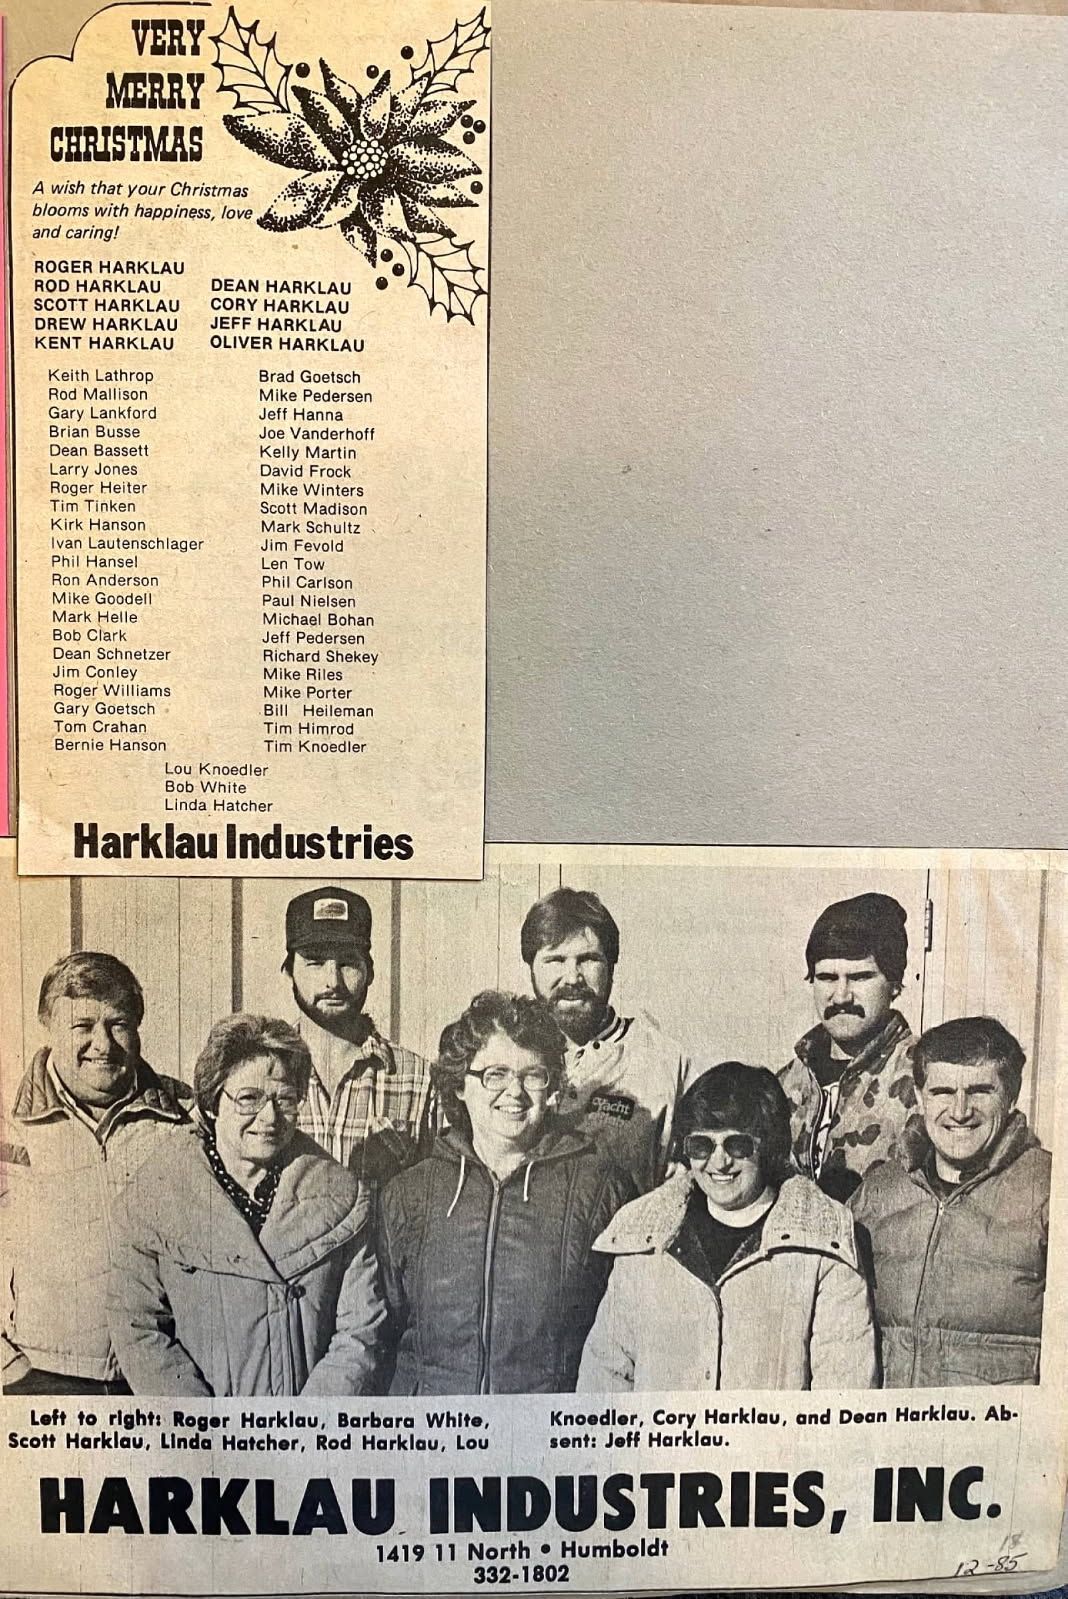 VERY
MERRY
CHRISTMAS
A wish that your Christmas
blooms with happiness, love
and caring!
ROGER HARKLAU
ROD HARKLAU
SCOTT HARKLAU
DREW HARKLAU
KENT HARKLAU
DEAN HARKLAU
CORY HARKLAU
JEFF HARKLAU
OLIVER HARKLAU
Keith Lathrop
Rod Mallison
Gary Lankford
Brian Busse
Dean Bassett
Larry Jones
Roger Heiter
Tim Tinken
Kirk Hanson
Ivan Lautenschlager
Phil Hansel
Ron Anderson
Mike Goodell
Mark Helle
Bob Clark
Dean Schnetzer
Jim Conley
Roger Williams
Gary Goetsch
Tom Crahan
Bernie Hanson
Brad Goetsch
Mike Pedersen
Jeff Hanna
Joe Vanderhoff
Kelly Martin
David Frock
Mike Winters
Scott Madison
Mark Schultz
Jim Fevold
Len Tow
Phil Carlson
Paul Nielsen
Michael Bohan
Jeff Pedersen
Richard Shekey
Mike Riles
Mike Porter
Bill Heileman
Tim Himrod
Tim Knoedler
Lou Knoedler
Bob White
Linda Hatcher
Harklau Industries
Yacht
Left to right: Roger Harklau, Barbara White,
Scott Harklau, Linda Hatcher, Rod Harklau, Lou
Knoedler, Cory Harklau, and Dean Harklau. Ab-
sent: Jeff Harklau.
HARKLAU INDUSTRIES, INC.
1419 11 North • Humboldt
332-1802
18
12-85